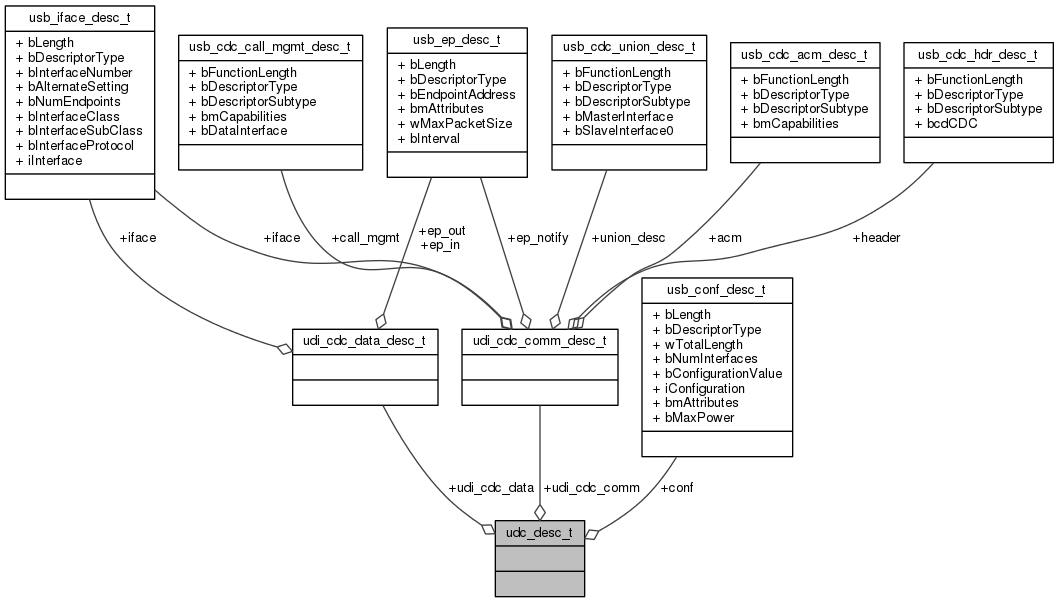 usb_iface_desc_t
+ bLength
+ bDescriptorType
+ bInterfaceNumber
+ bAlternateSetting
+ bNumEndpoints
+ bInterfaceClass
+ bInterfaceSubClass
+ bInterfaceProtocol
+ iInterface
usb_cdc_call_mgmt_desc_t
+ bFunctionLength
+ bDescriptorType
+ bDescriptorSubtype
+ bmCapabilities
+ bDataInterface
usb_ep_desc_t
+ bLength
+ bDescriptorType
+ bEndpointAddress
+ bmAttributes
+ wMaxPacketSize
+ bInterval
usb_cdc_union_desc_t
+ bFunctionLength
+ bDescriptorType
+ bDescriptorSubtype
+ bMasterInterface
+ bSlaveInterface0
usb_cdc_acm_desc_t
+ bFunctionLength
+ bDescriptorType
+ bDescriptorSubtype
+ bmCapabilities
usb_cdc_hdr_desc_t
+ bFunctionLength
+ bDescriptorType
+ bDescriptorSubtype
+ bcdCDC
+iface
+iface
+call_mgmt
+ep_out
+ep_in
+ep_notify
+union_desc
+acm
+header
udi_cdc_data_desc_t
udi_cdc_comm_desc_t
usb_conf_desc_t
+ bLength
+ bDescriptorType
+ wTotalLength
+ bNumInterfaces
+ bConfigurationValue
+ iConfiguration
+ bmAttributes
+ bMaxPower
+udi_cdc_data
+udi_cdc_comm
+conf
udc_desc_t